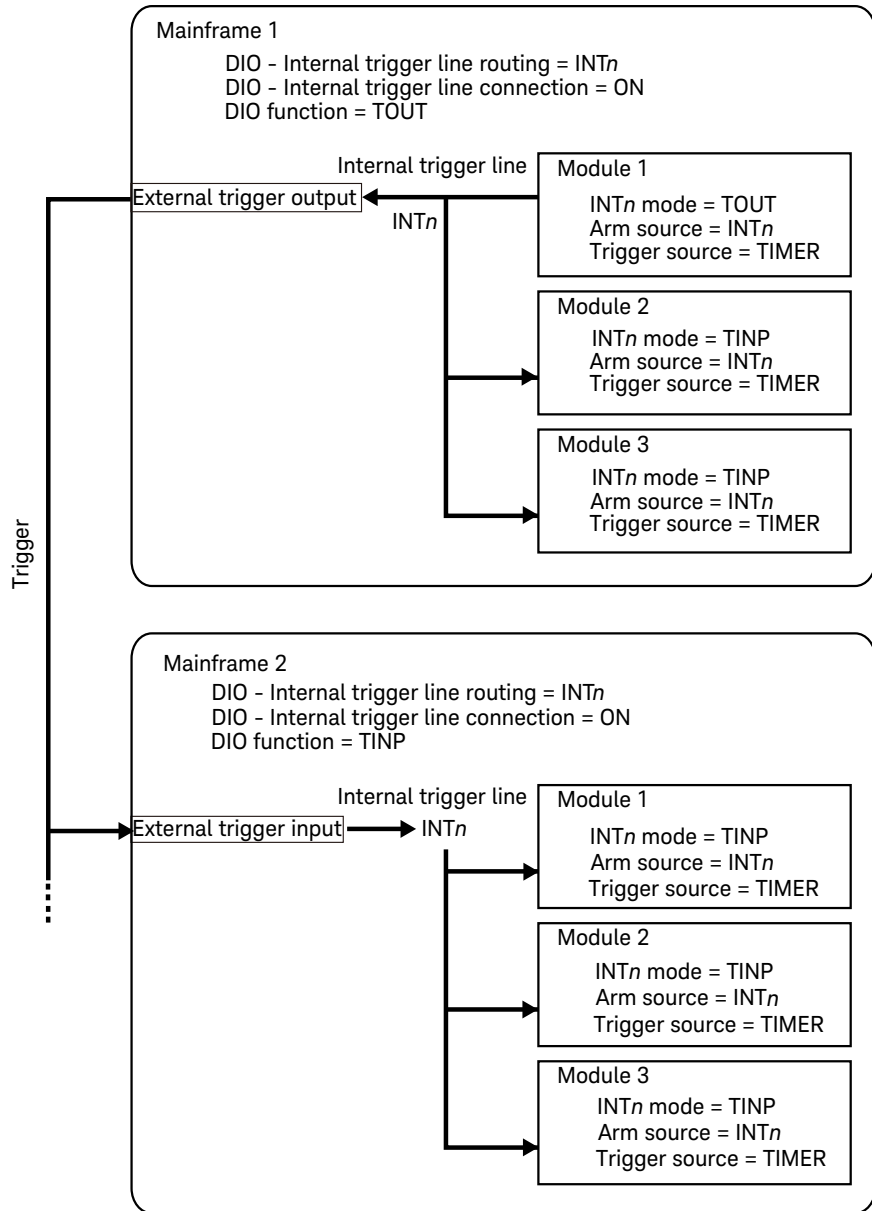 Mainframe 1
DIO - Internal trigger line routing = INTn
DIO - Internal trigger line connection = ON
DIO function = TOUT
Internal trigger line
External trigger output
INTn
Module 1
INTn mode = TOUT
Arm source = INTn
Trigger source = TIMER
Module 2
INTn mode = TINP
Arm source = INTn
Trigger source = TIMER
Module 3
INTn mode = TINP
Arm source = INTn
Trigger source = TIMER
Trigger
Mainframe 2
DIO - Internal trigger line routing = INTn
DIO - Internal trigger line connection = ON
DIO function = TINP
Internal trigger line
External trigger input
INTn
Module 1
INTn mode = TINP
Arm source = INTn
Trigger source = TIMER
Module 2
INTn mode = TINP
Arm source = INTn
Trigger source = TIMER
Module 3
INTn mode = TINP
Arm source = INTn
Trigger source = TIMER